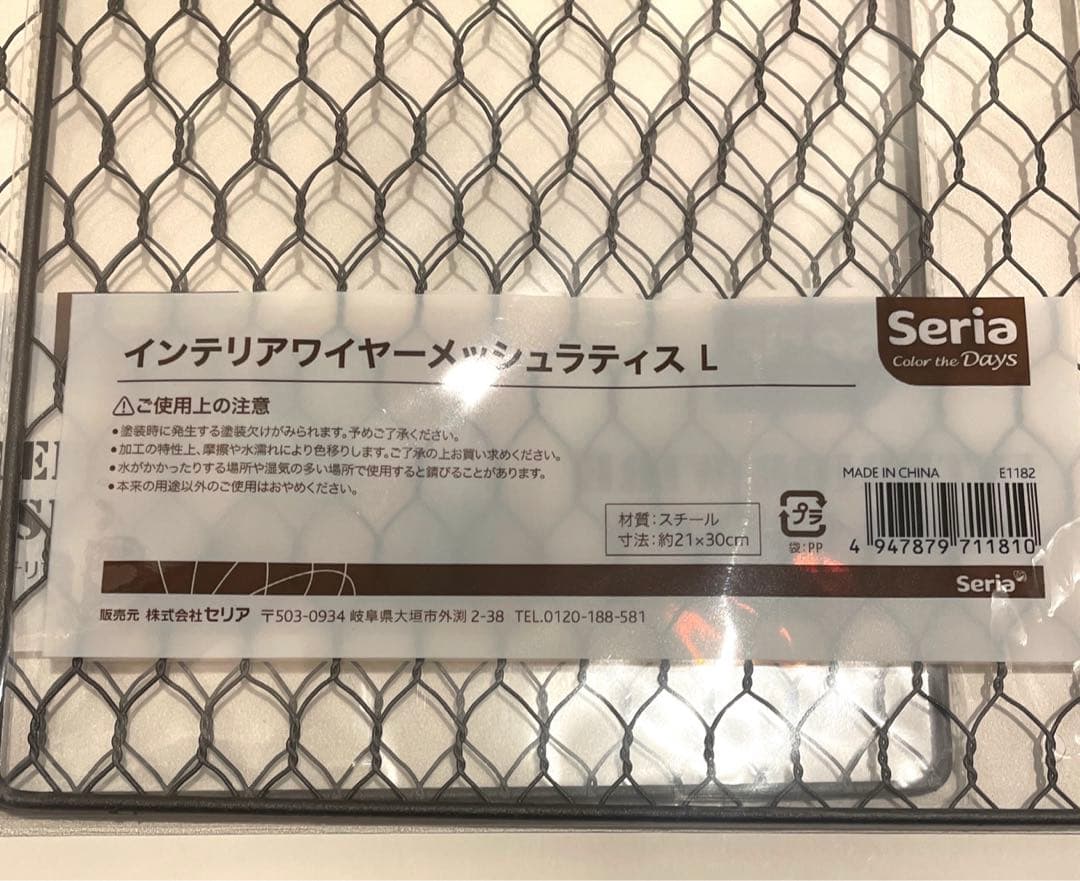 Seria
Color the Days
インテリアワイヤーメッシュラティス L
ご使用上の注意
●塗装時に発生する塗装欠けがみられます。予めご了承ください。
●加工の特性上、摩擦や水濡れにより色移りします。ご了承の上お買い求めください。
●水がかかったりする場所や湿気の多い場所で使用すると錆びることがあります。
●本来の用途以外のご使用はおやめください。
MADE IN CHINA E1182
材質:スチール
寸法:約21×30cm
プラ
袋:PP
4 947879 711810
Seria
販売元 株式会社セリア 〒503-0934 岐阜県大垣市外渕 2-38 TEL.0120-188-581